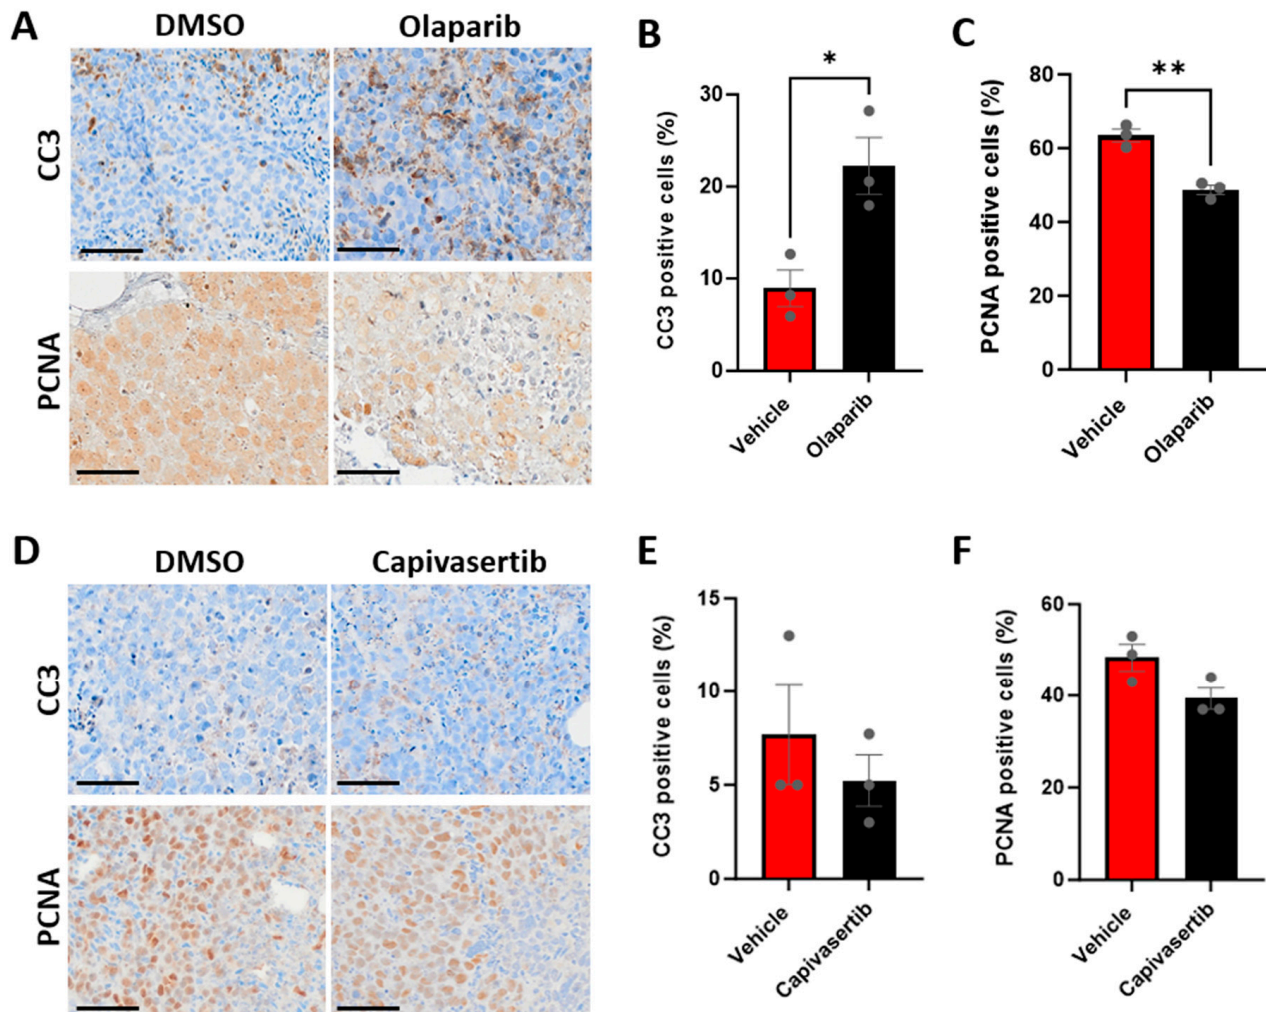 A
DMSO
Olaparib
CC3
PCNA
B
CC3 positive cells (%)
30
20
10
0
*
Vehicle
Olaparib
C
PCNA positive cells (%)
80
60
40
20
0
**
Vehicle
Olaparib
D
DMSO
Capivasertib
CC3
PCNA
E
CC3 positive cells (%)
15
10
5
0
Vehicle
Capivasertib
F
PCNA positive cells (%)
60
40
20
0
Vehicle
Capivasertib